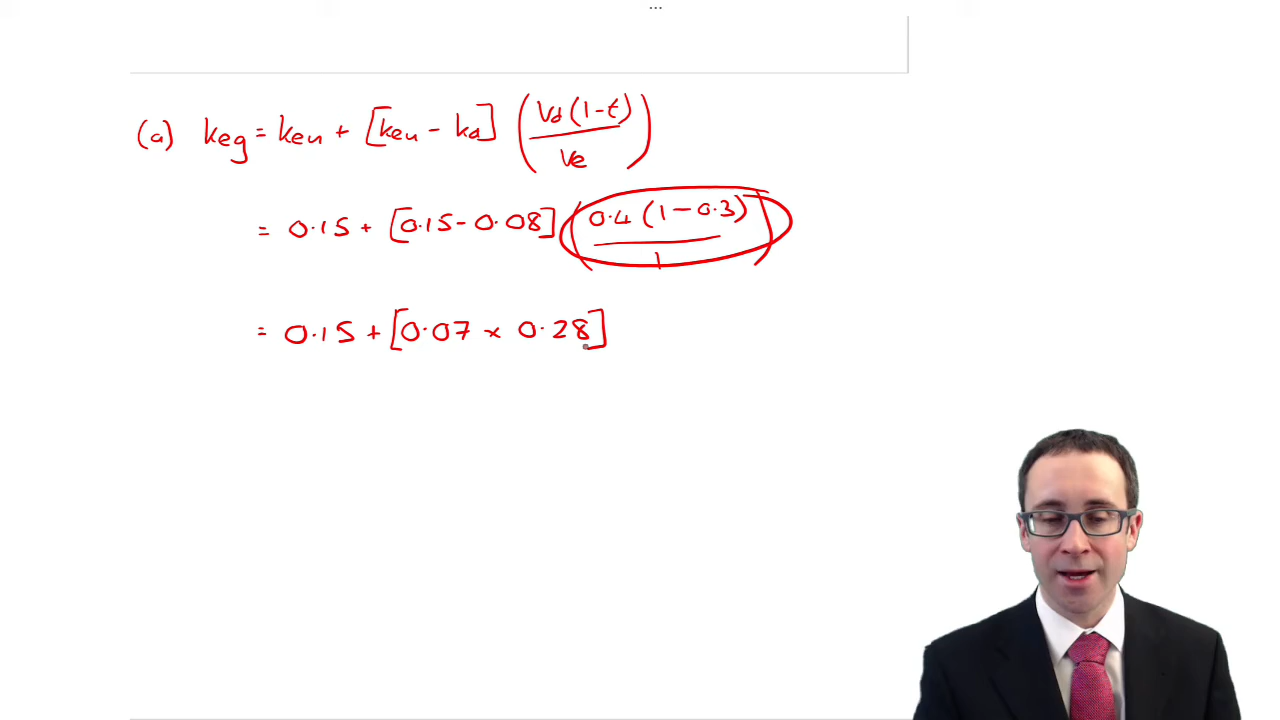 ...
(a) keg = keu + [keu - kd] (Vd(1-t) / Ve)
= 0.15 + [0.15 - 0.08] (0.4(1-0.3) / 1)
= 0.15 + [0.07 x 0.28]